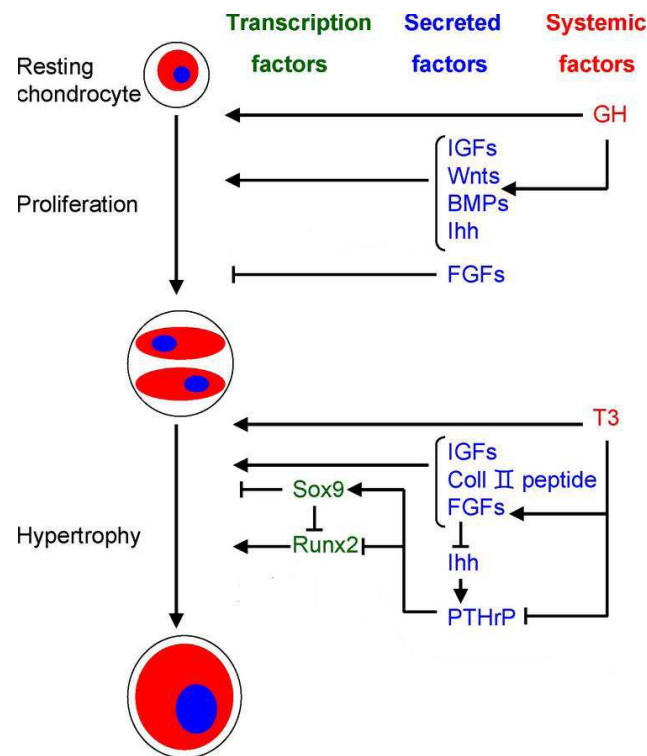 Transcription
factors
Secreted
factors
Systemic
factors
Resting
chondrocyte
GH
IGFs
Wnts
BMPs
Ihh
Proliferation
FGFs
T3
IGFs
Coll II peptide
FGFs
Sox9
Hypertrophy
Runx2
Ihh
PTHrP